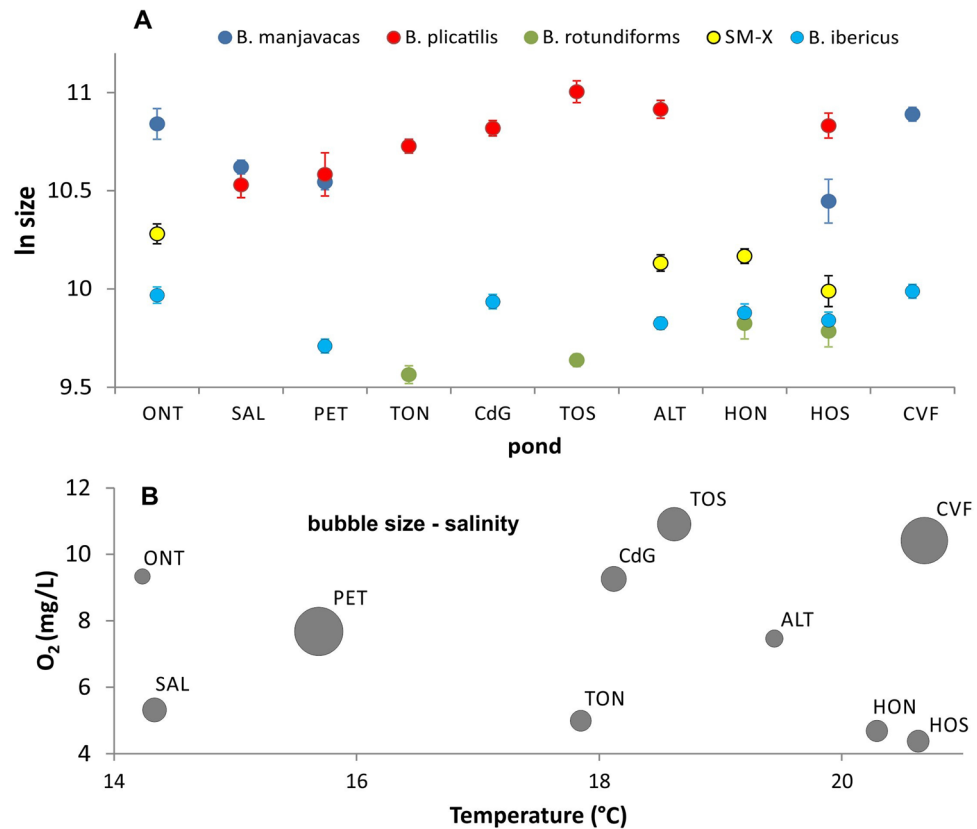 A
B. manjavacas B. plicatilis B. rotundiforms SM-X B. ibericus
11
10.5
10
9.5
ln size
ONT SAL PET TON CdG TOS ALT HON HOS CVF
pond
B
bubble size - salinity
12
10
8
6
4
O₂ (mg/L)
TOS
CVF
ONT
CdG
PET
ALT
SAL
TON
HON
HOS
14 16 18 20
Temperature (°C)